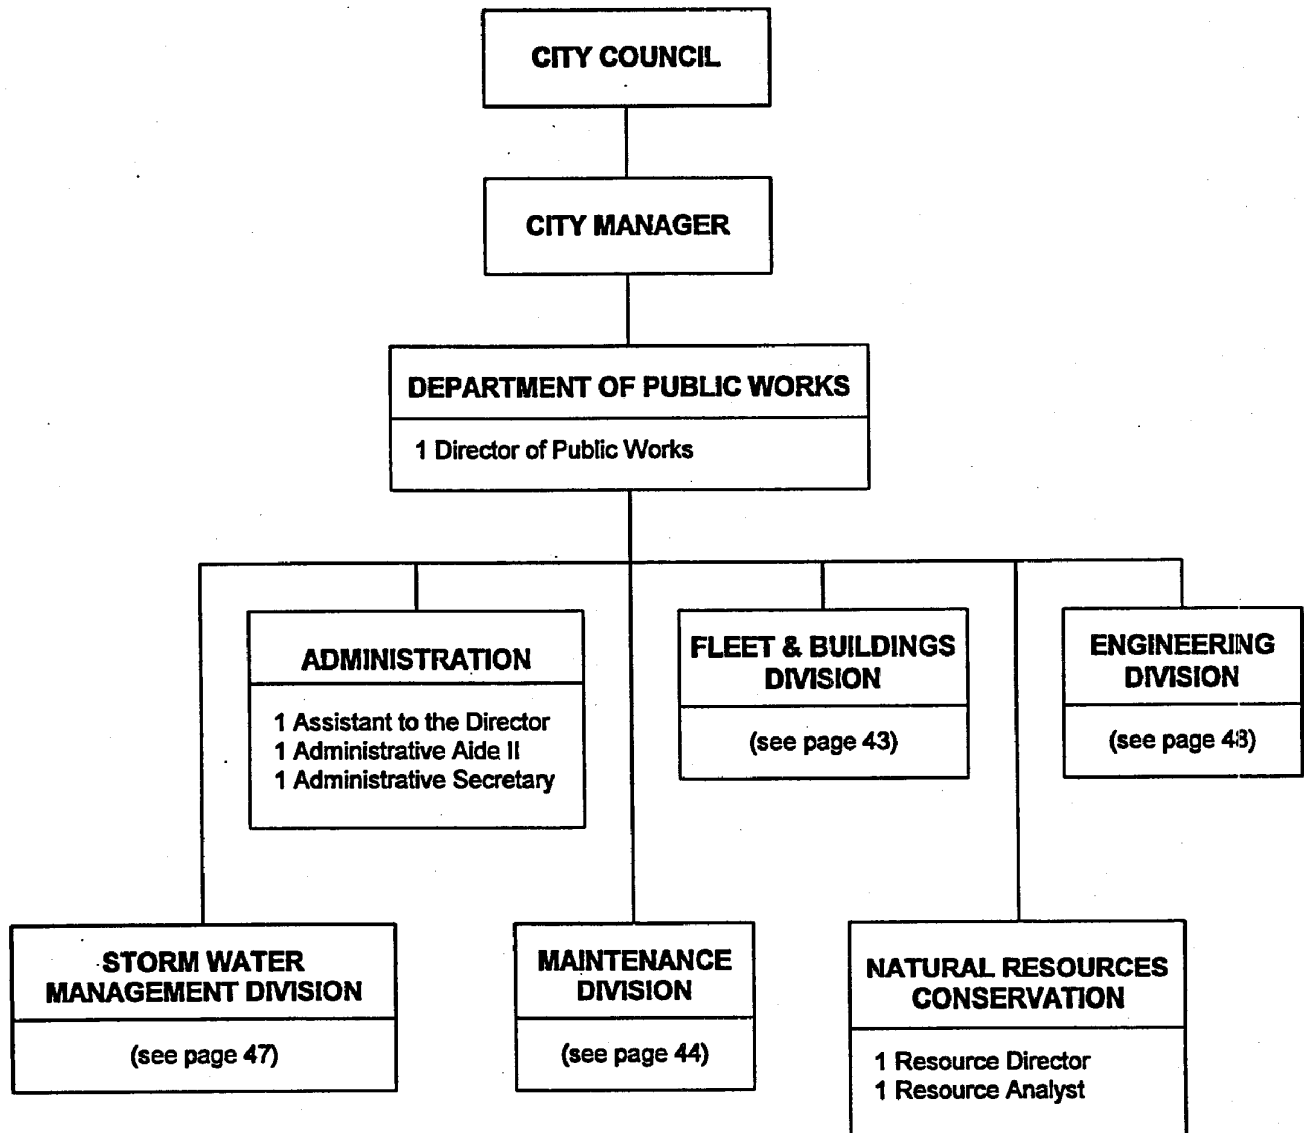 CITY COUNCIL
CITY MANAGER
DEPARTMENT OF PUBLIC WORKS
1 Director of Public Works
ADMINISTRATION
1 Assistant to the Director
1 Administrative Aide II
1 Administrative Secretary
FLEET & BUILDINGS
DIVISION
(see page 43)
ENGINEERING
DIVISION
(see page 48)
STORM WATER
MANAGEMENT DIVISION
(see page 47)
MAINTENANCE
DIVISION
(see page 44)
NATURAL RESOURCES
CONSERVATION
1 Resource Director
1 Resource Analyst